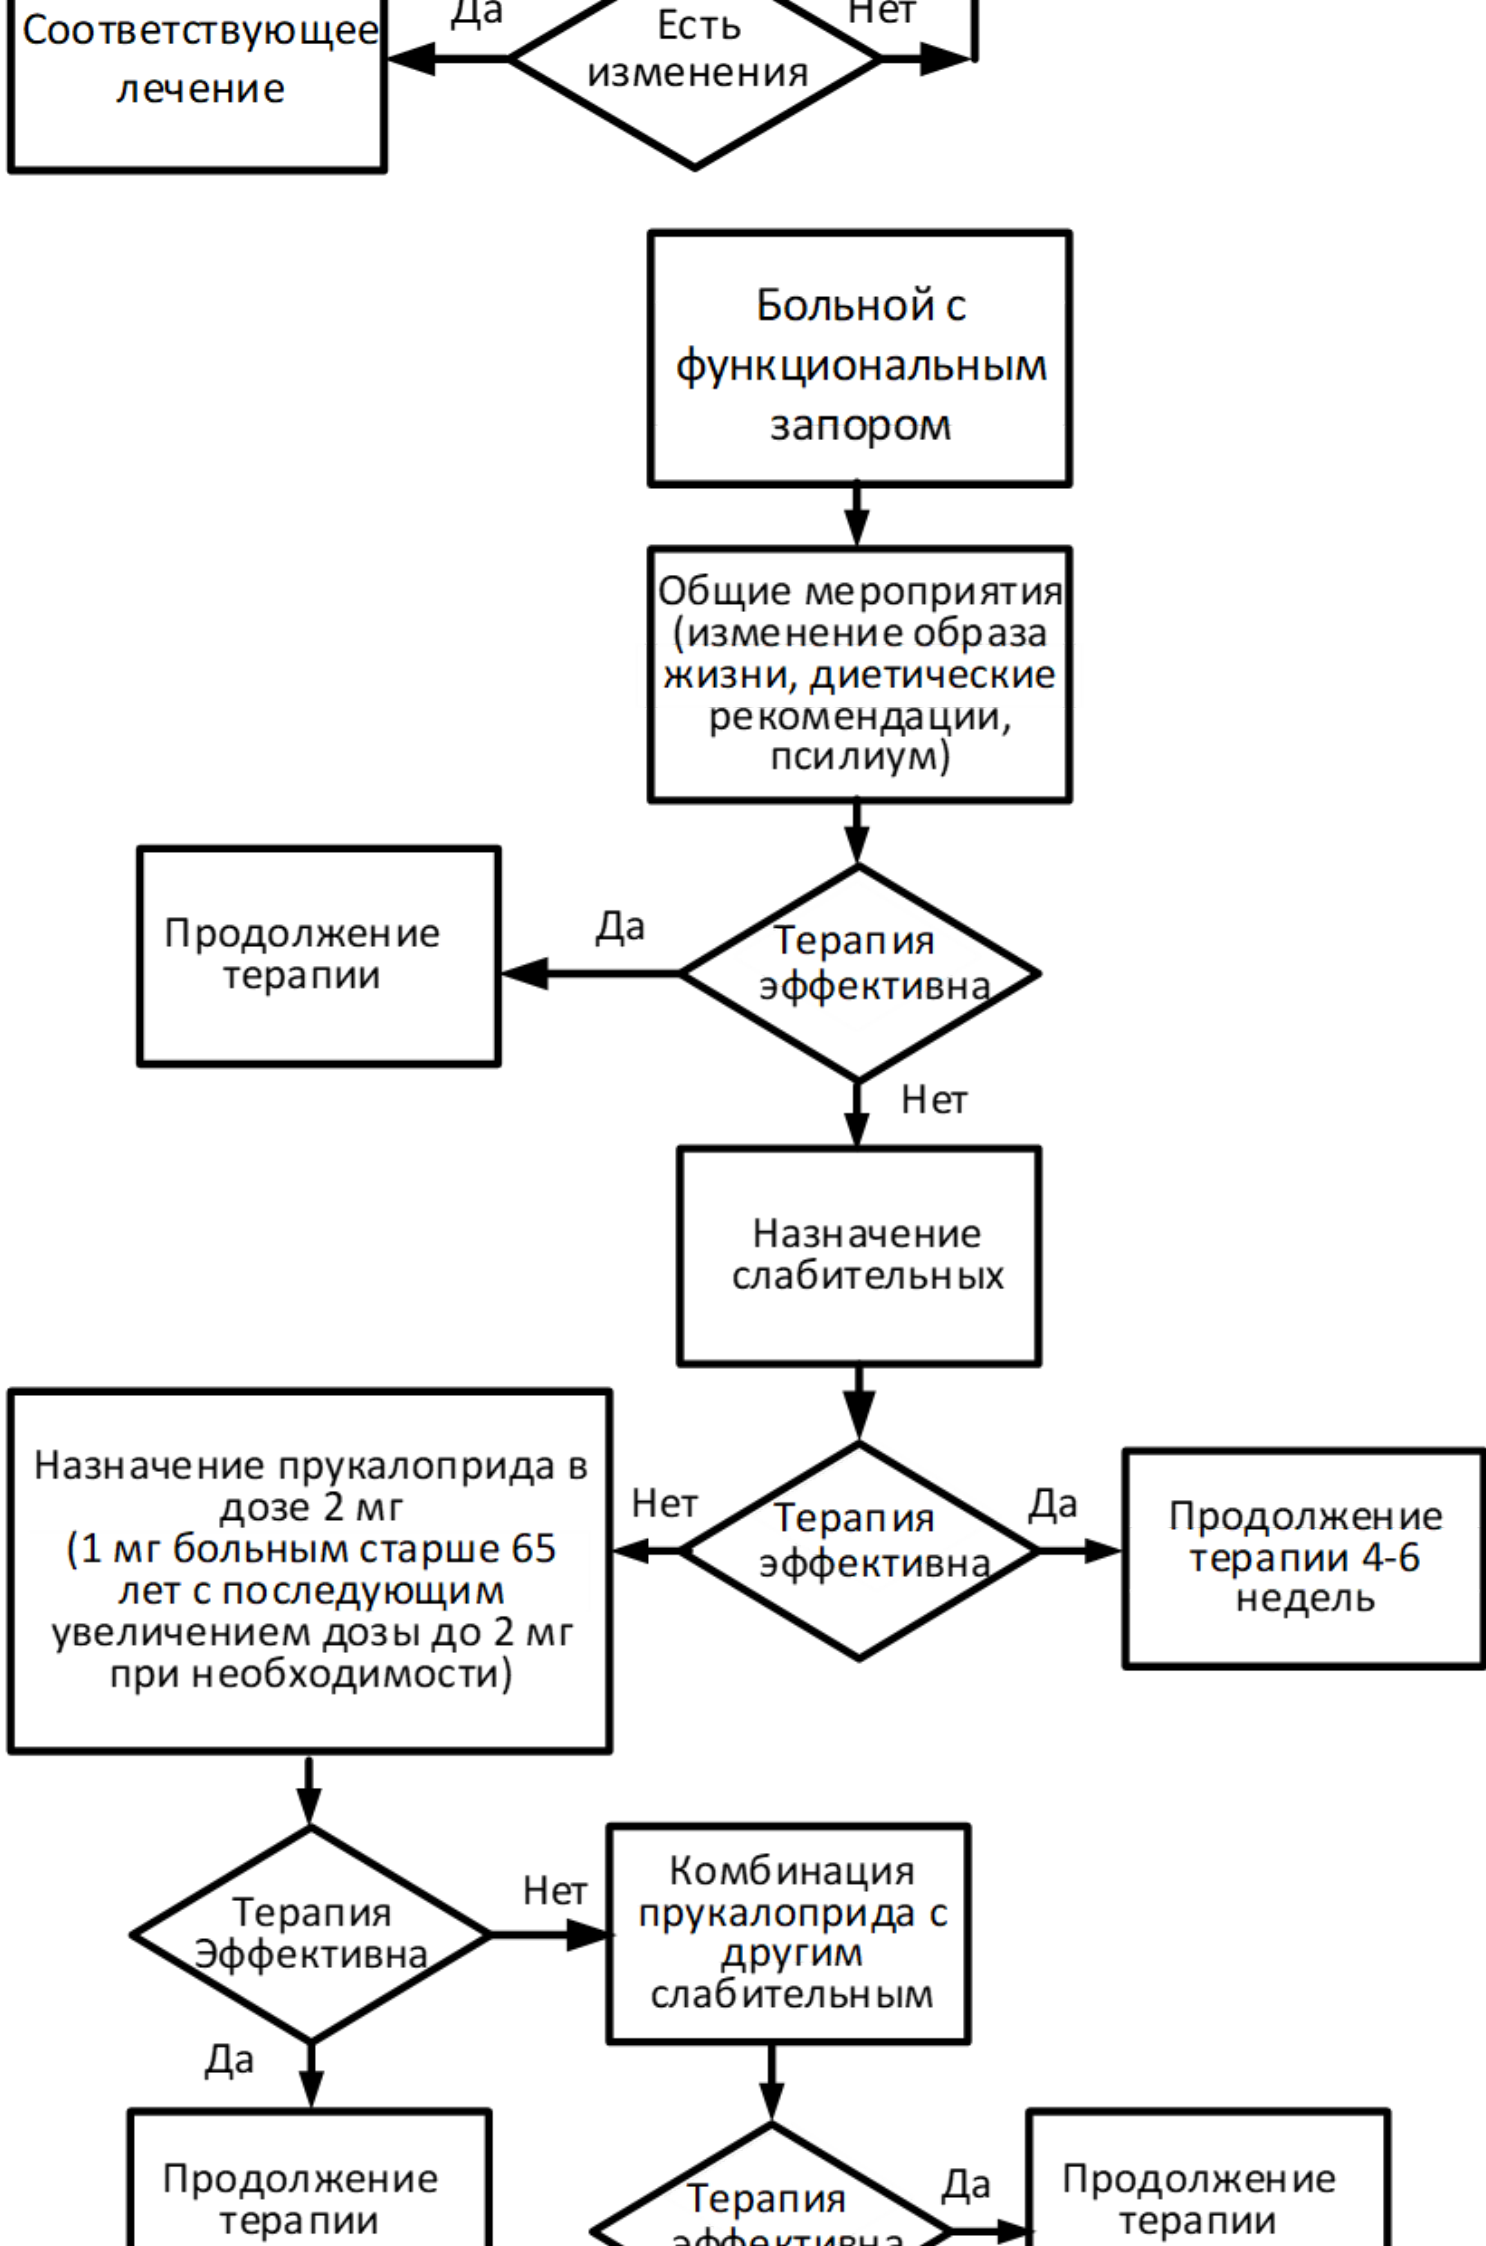 Да
Нет
Соответствующее
лечение
Есть
изменения
Больной с
функциональным
запором
Общие мероприятия
(изменение образа
жизни, диетические
рекомендации,
псилиум)
Продолжение
терапии
Да
Терапия
эффективна
Нет
Назначение
слабительных
Назначение прукалоприда в
дозе 2 мг
(1 мг больным старше 65
лет с последующим
увеличением дозы до 2 мг
при необходимости)
Нет
Терапия
эффективна
Да
Продолжение
терапии 4-6
недель
Терапия
Эффективна
Нет
Комбинация
прукалоприда с
другим
слабительным
Да
Продолжение
терапии
Терапия
эффективна
Да
Продолжение
терапии